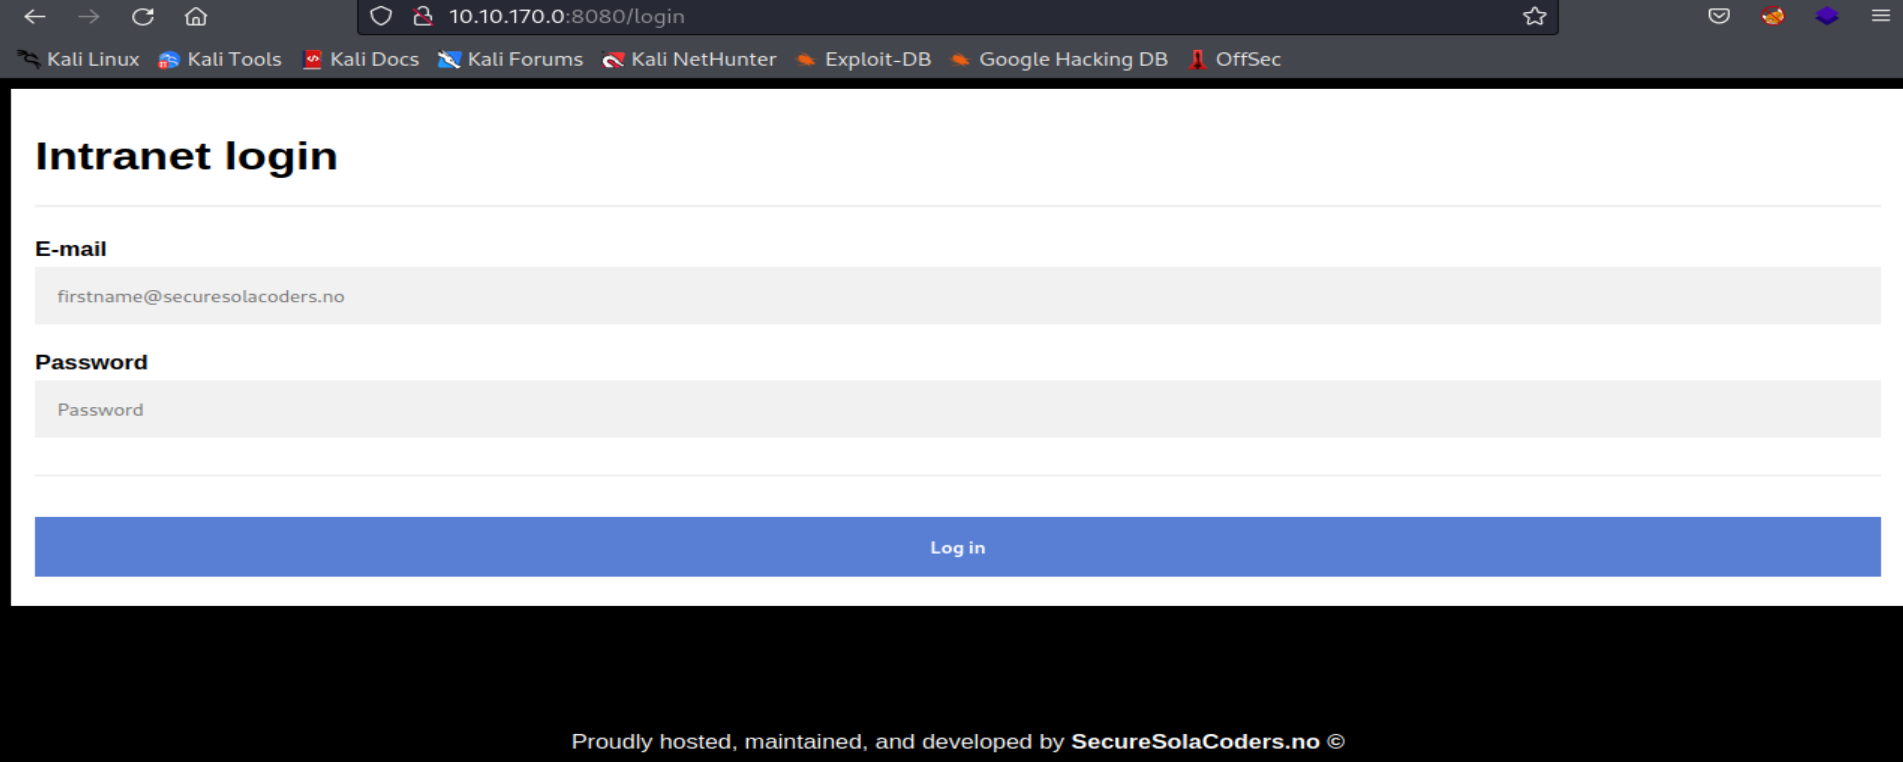 10.10.170.0:8080/login
Kali Linux Kali Tools Kali Docs Kali Forums Kali NetHunter Exploit-DB Google Hacking DB OffSec
Intranet login
E-mail
firstname@securesolacoders.no
Password
Password
Log in
Proudly hosted, maintained, and developed by SecureSolaCoders.no ©